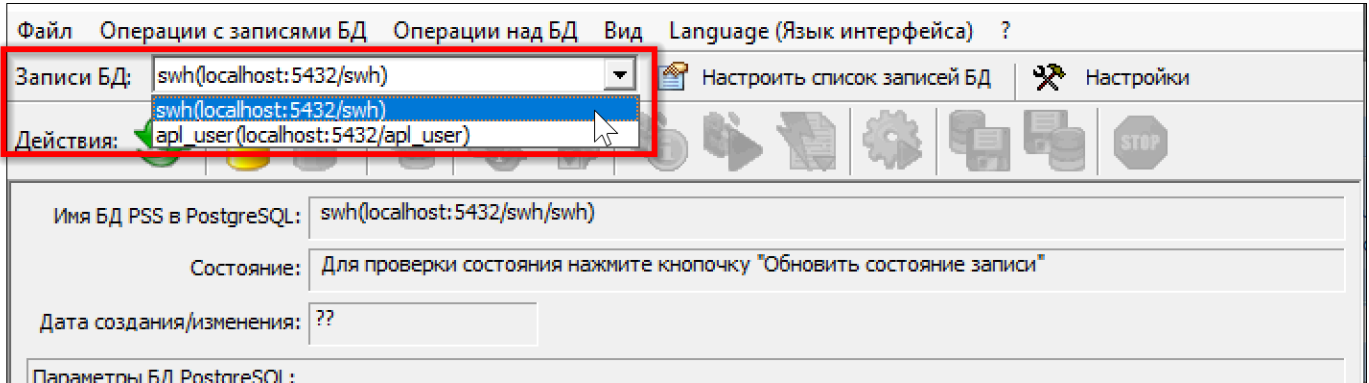 Файл Операции с записями БД Операции над БД Вид Language (Язык интерфейса) ?
Записи БД: swh(localhost:5432/swh) Настроить список записей БД Настройки
swh(localhost:5432/swh)
Действия: apl_user(localhost:5432/apl_user) STOP
Имя БД PSS в PostgreSQL: swh(localhost:5432/swh/swh)
Состояние: Для проверки состояния нажмите кнопочку "Обновить состояние записи"
Дата создания/изменения: ??
Параметры БД PostgreSQL: